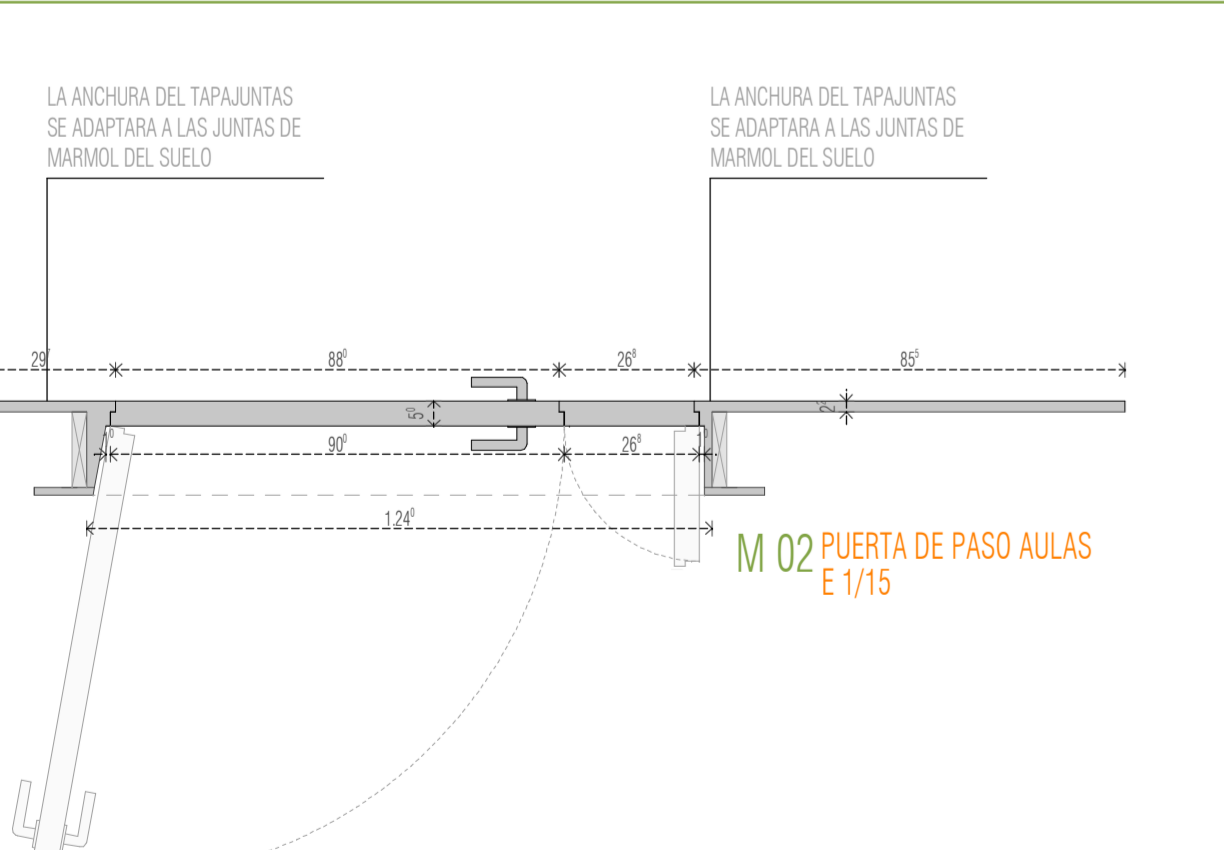 LA ANCHURA DEL TAPAJUNTAS
SE ADAPTARA A LAS JUNTAS DE
MARMOL DEL SUELO
LA ANCHURA DEL TAPAJUNTAS
SE ADAPTARA A LAS JUNTAS DE
MARMOL DEL SUELO
29
88⁰
26⁸
85⁵
5⁰
90⁰
26⁸
1.24⁰
M 02 PUERTA DE PASO AULAS
E 1/15